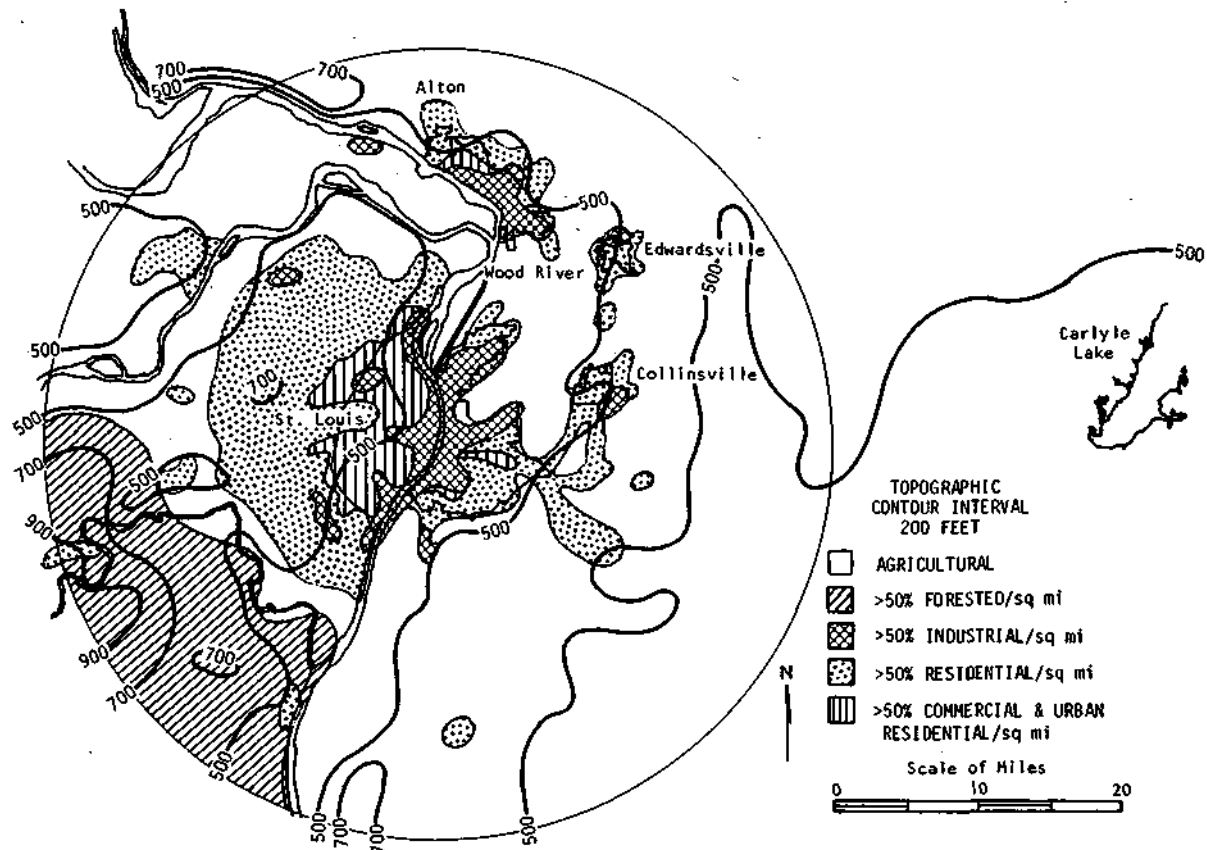 700
500
700
Alton
500
500
Edwardsville
Wood River
500
500
Carlyle
Lake
500
Collinsville
700
500
St. Louis
500
700
500
900
500
TOPOGRAPHIC
CONTOUR INTERVAL
200 FEET
AGRICULTURAL
>50% FORESTED/sq mi
>50% INDUSTRIAL/sq mi
>50% RESIDENTIAL/sq mi
>50% COMMERCIAL & URBAN
RESIDENTIAL/sq mi
N
900
700
700
500
Scale of Miles
0 10 20
500
700
700
500